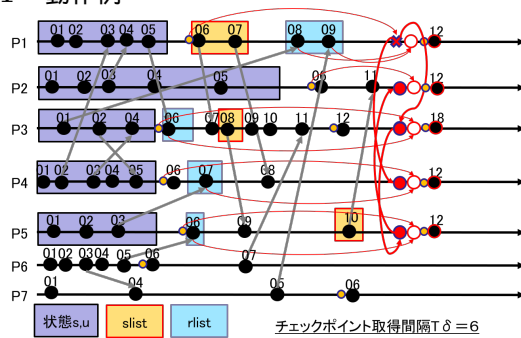 P1 01 02 03 04 05 06 07 08 09 12
P2 01 02 03 04 05 06 11 12
P3 01 02 04 06 07 08 09 10 11 12 18
P4 01 02 03 04 05 06 07 08 12
P5 01 02 03 06 09 10 12
P6 01 02 03 04 05 06 07
P7 01 04 05 06
状態s,u slist rlist チェックポイント取得間隔Tδ=6